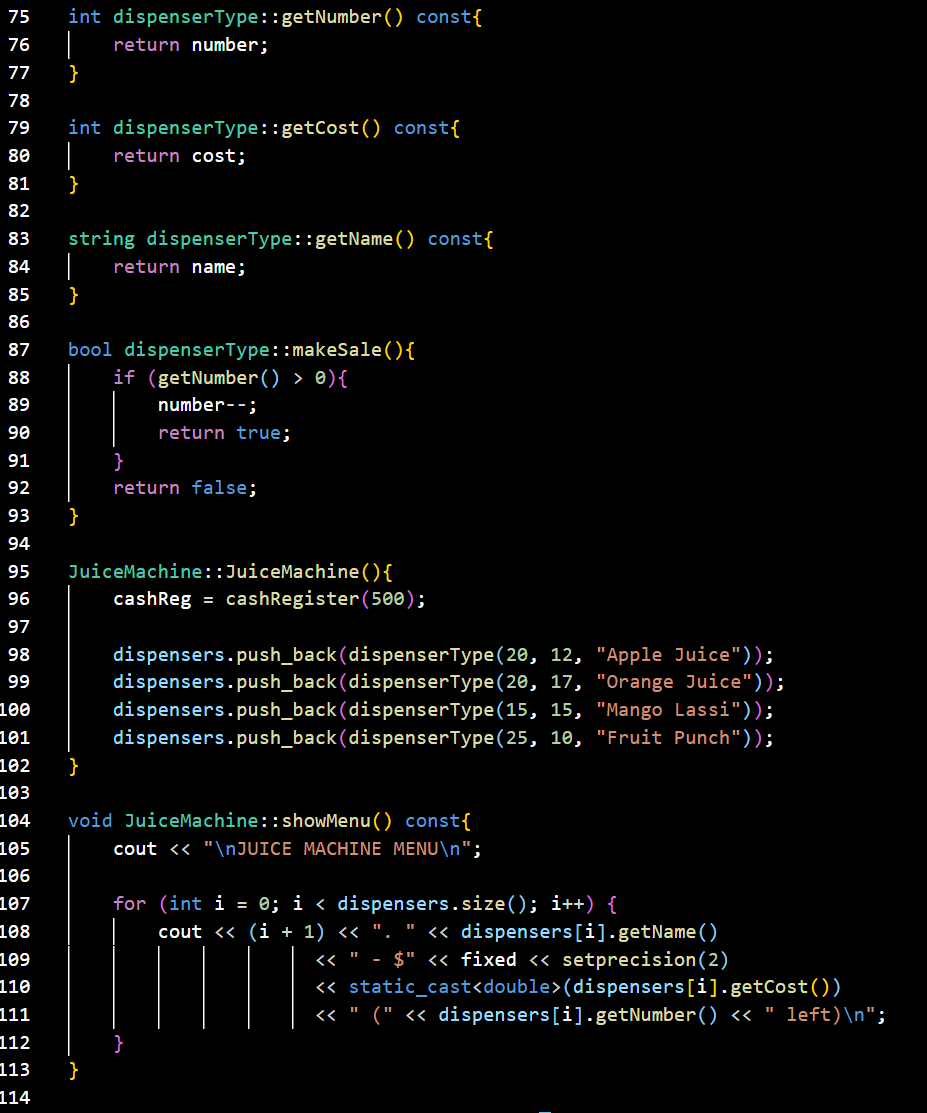 75 int dispenserType::getNumber() const{
76 return number;
77 }
78
79 int dispenserType::getCost() const{
80 return cost;
81 }
82
83 string dispenserType::getName() const{
84 return name;
85 }
86
87 bool dispenserType::makeSale(){
88 if (getNumber() > 0){
89 number--;
90 return true;
91 }
92 return false;
93 }
94
95 JuiceMachine::JuiceMachine(){
96 cashReg = cashRegister(500);
97
98 dispensers.push_back(dispenserType(20, 12, "Apple Juice"));
99 dispensers.push_back(dispenserType(20, 17, "Orange Juice"));
100 dispensers.push_back(dispenserType(15, 15, "Mango Lassi"));
101 dispensers.push_back(dispenserType(25, 10, "Fruit Punch"));
102 }
103
104 void JuiceMachine::showMenu() const{
105 cout << "\nJUICE MACHINE MENU\n";
106
107 for (int i = 0; i < dispensers.size(); i++) {
108 cout << (i + 1) << ". " << dispensers[i].getName()
109 << " - $" << fixed << setprecision(2)
110 << static_cast<double>(dispensers[i].getCost())
111 << " (" << dispensers[i].getNumber() << " left)\n";
112 }
113 }
114